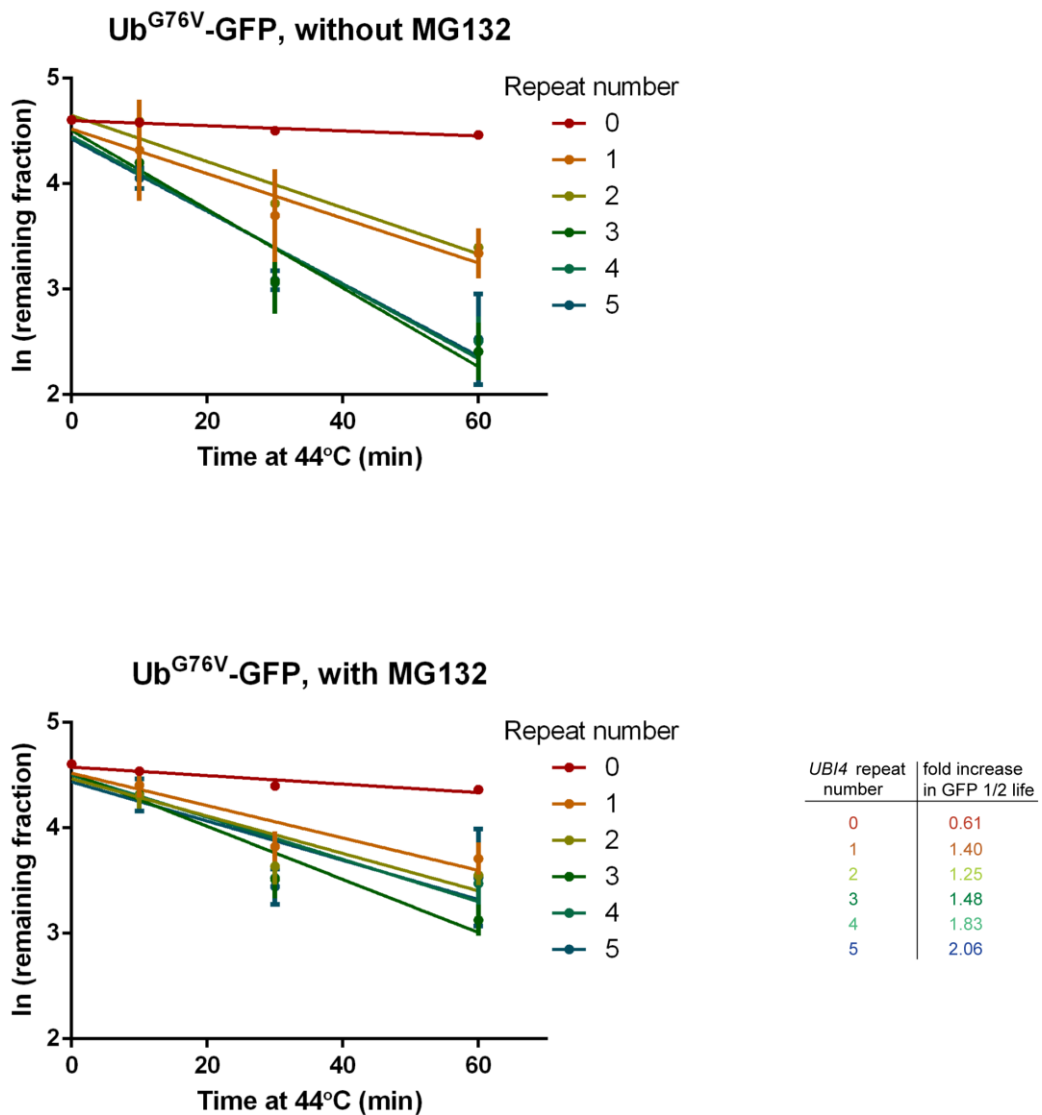 Ub^G76V-GFP, without MG132
Repeat number
0
1
2
3
4
5
5
4
3
2
ln (remaining fraction)
0 20 40 60
Time at 44°C (min)
Ub^G76V-GFP, with MG132
Repeat number
0
1
2
3
4
5
5
4
3
2
ln (remaining fraction)
0 20 40 60
Time at 44°C (min)
UBI4 repeat fold increase
number in GFP 1/2 life
0 0.61
1 1.40
2 1.25
3 1.48
4 1.83
5 2.06